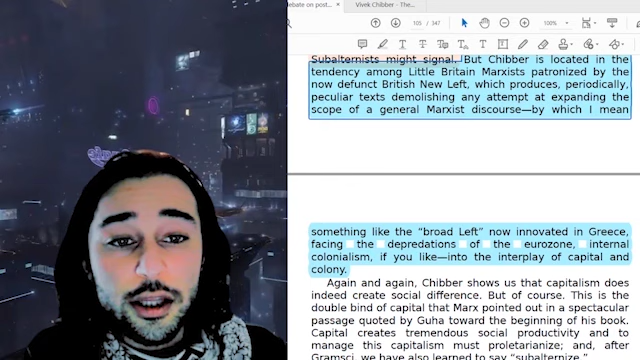 debate on post... ×
Vivek Chibber - The...
105 / 347
100%
Subalternists might signal. But Chibber is located in the
tendency among Little Britain Marxists patronized by the
now defunct British New Left, which produces, periodically,
peculiar texts demolishing any attempt at expanding the
scope of a general Marxist discourse—by which I mean
something like the “broad Left” now innovated in Greece,
facing the depredations of the eurozone, internal
colonialism, if you like—into the interplay of capital and
colony.
Again and again, Chibber shows us that capitalism does
indeed create social difference. But of course. This is the
double bind of capital that Marx pointed out in a spectacular
passage quoted by Guha toward the beginning of his book.
Capital creates tremendous social productivity and to
manage this capitalism must proletarianize; and, after
Gramsci, we have also learned to say “subalternize.”